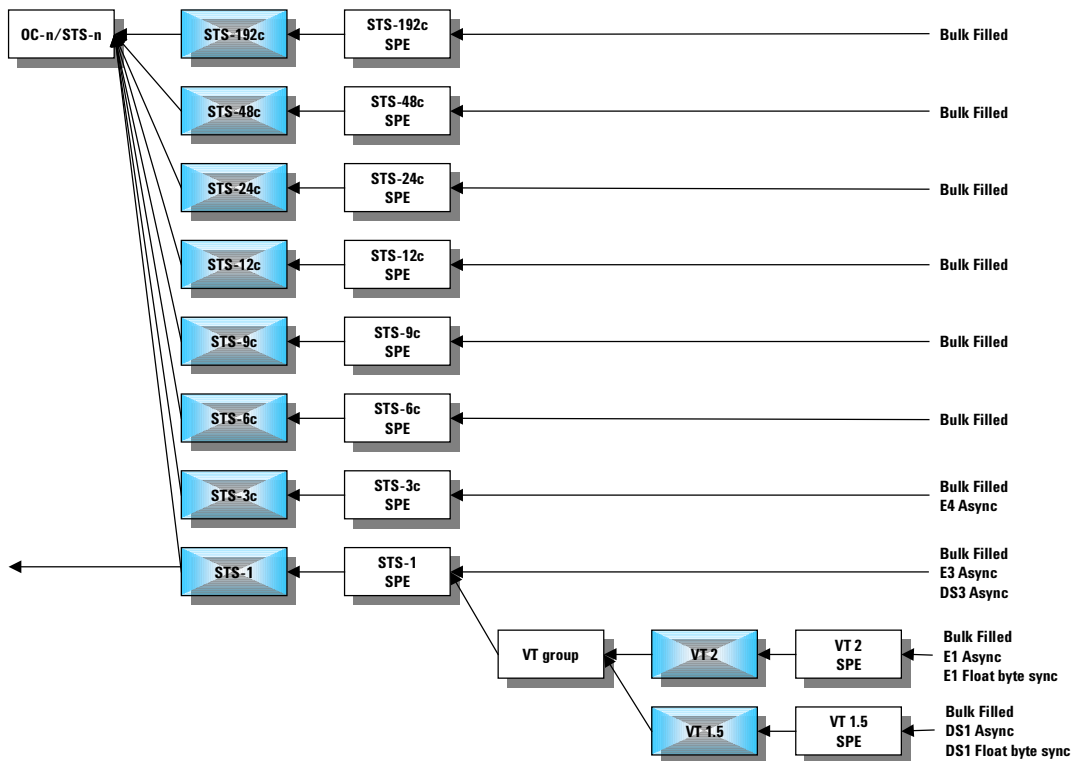 OC-n/STS-n
STS-192c
STS-192c
SPE
Bulk Filled
STS-48c
STS-48c
SPE
Bulk Filled
STS-24c
STS-24c
SPE
Bulk Filled
STS-12c
STS-12c
SPE
Bulk Filled
STS-9c
STS-9c
SPE
Bulk Filled
STS-6c
STS-6c
SPE
Bulk Filled
STS-3c
STS-3c
SPE
Bulk Filled
E4 Async
STS-1
STS-1
SPE
Bulk Filled
E3 Async
DS3 Async
VT group
VT 2
VT 2
SPE
Bulk Filled
E1 Async
E1 Float byte sync
VT 1.5
VT 1.5
SPE
Bulk Filled
DS1 Async
DS1 Float byte sync